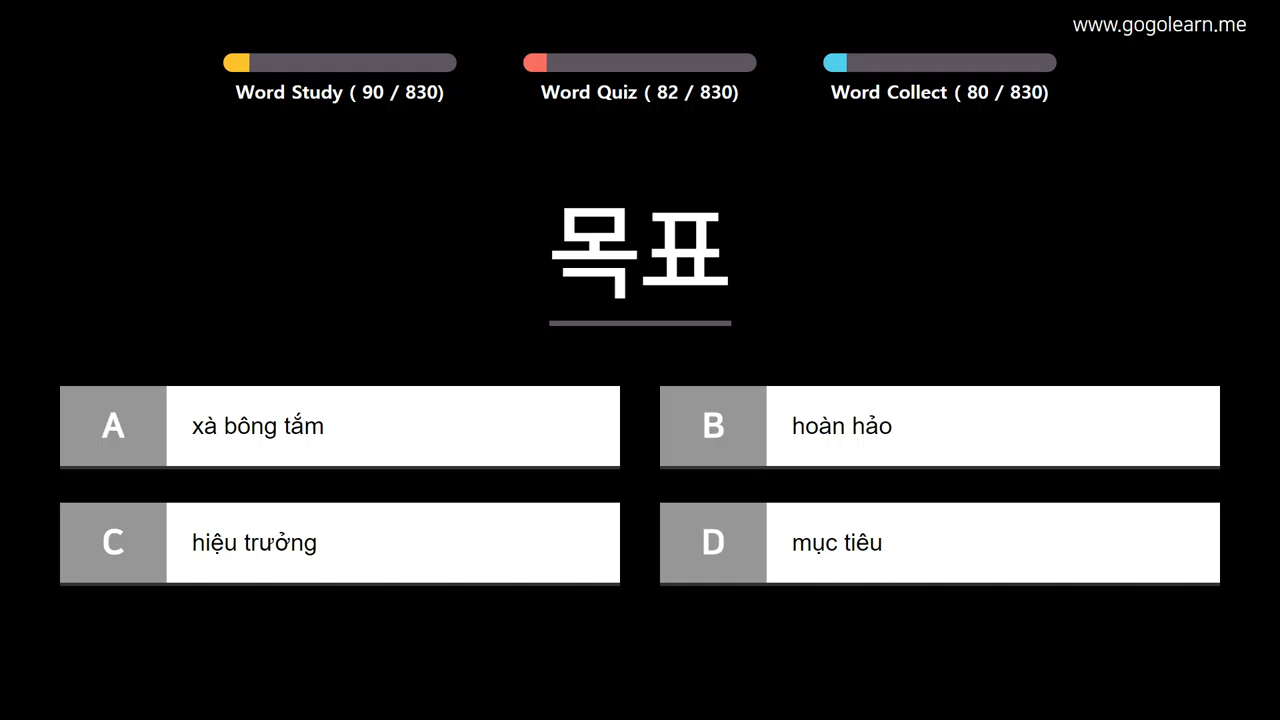 www.gogolearn.me
Word Study ( 90 / 830)
Word Quiz ( 82 / 830)
Word Collect ( 80 / 830)
목표
A xà bông tắm
B hoàn hảo
C hiệu trưởng
D mục tiêu